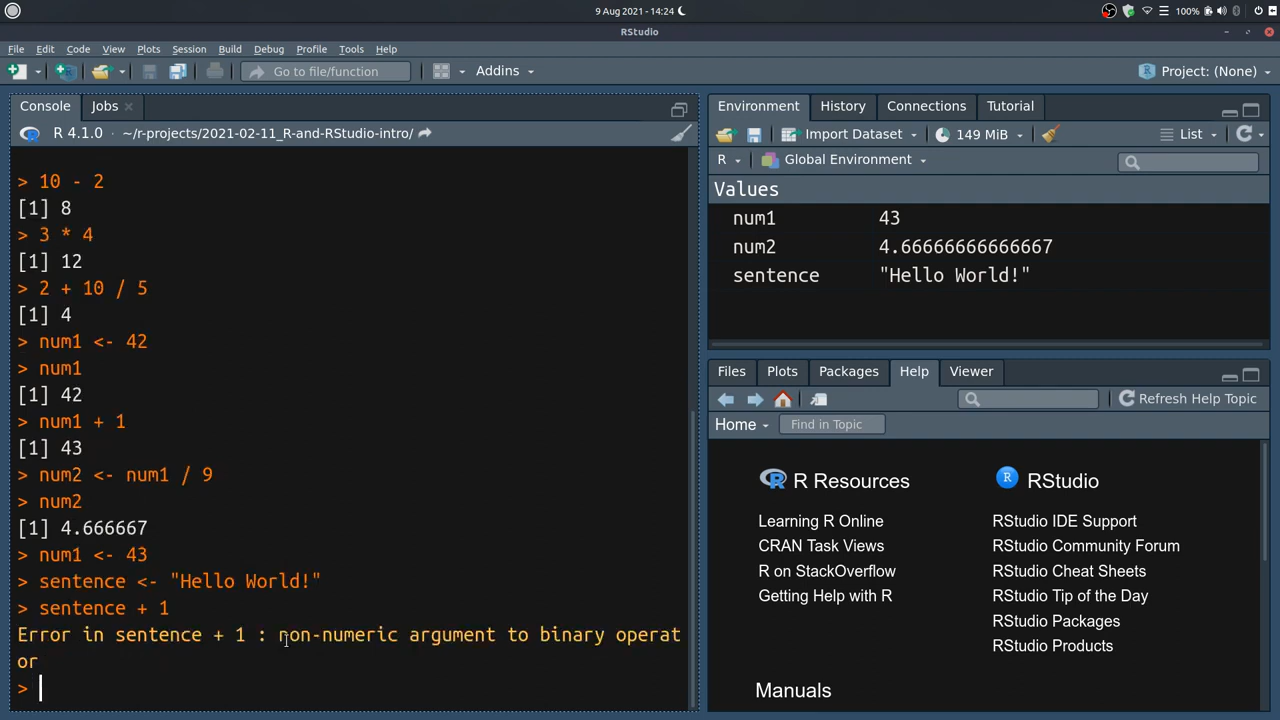 9 Aug 2021 - 14:24
100%
RStudio
File Edit Code View Plots Session Build Debug Profile Tools Help
Go to file/function
Addins
Project: (None)
Console Jobs
R 4.1.0 · ~/r-projects/2021-02-11_R-and-RStudio-intro/
> 10 - 2
[1] 8
> 3 * 4
[1] 12
> 2 + 10 / 5
[1] 4
> num1 <- 42
> num1
[1] 42
> num1 + 1
[1] 43
> num2 <- num1 / 9
> num2
[1] 4.666667
> num1 <- 43
> sentence <- "Hello World!"
> sentence + 1
Error in sentence + 1 : non-numeric argument to binary operat
or
>
Environment History Connections Tutorial
Import Dataset 149 MiB List
R Global Environment
Values
num1 43
num2 4.66666666666667
sentence "Hello World!"
Files Plots Packages Help Viewer
Refresh Help Topic
Home Find in Topic
R Resources
Learning R Online
CRAN Task Views
R on StackOverflow
Getting Help with R
RStudio
RStudio IDE Support
RStudio Community Forum
RStudio Cheat Sheets
RStudio Tip of the Day
RStudio Packages
RStudio Products
Manuals